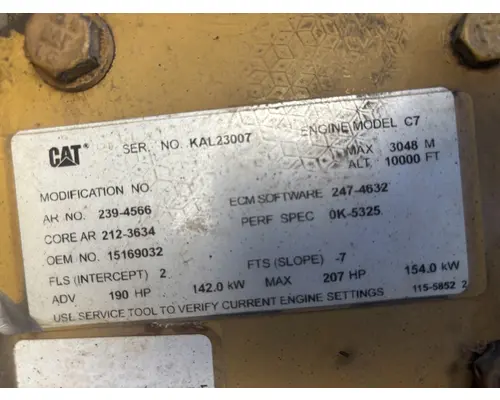 CAT SER. NO. KAL23007 ENGINE MODEL C7
MAX 3048 M
MODIFICATION NO. ALT 10000 FT
AR NO. 239-4566 ECM SOFTWARE 247-4632
CORE AR 212-3634 PERF SPEC 0K-5325
OEM NO. 15169032
FLS (INTERCEPT) 2 FTS (SLOPE) -7
ADV 190 HP 142.0 kW MAX 207 HP 154.0 kW
USE SERVICE TOOL TO VERIFY CURRENT ENGINE SETTINGS 115-5852 2